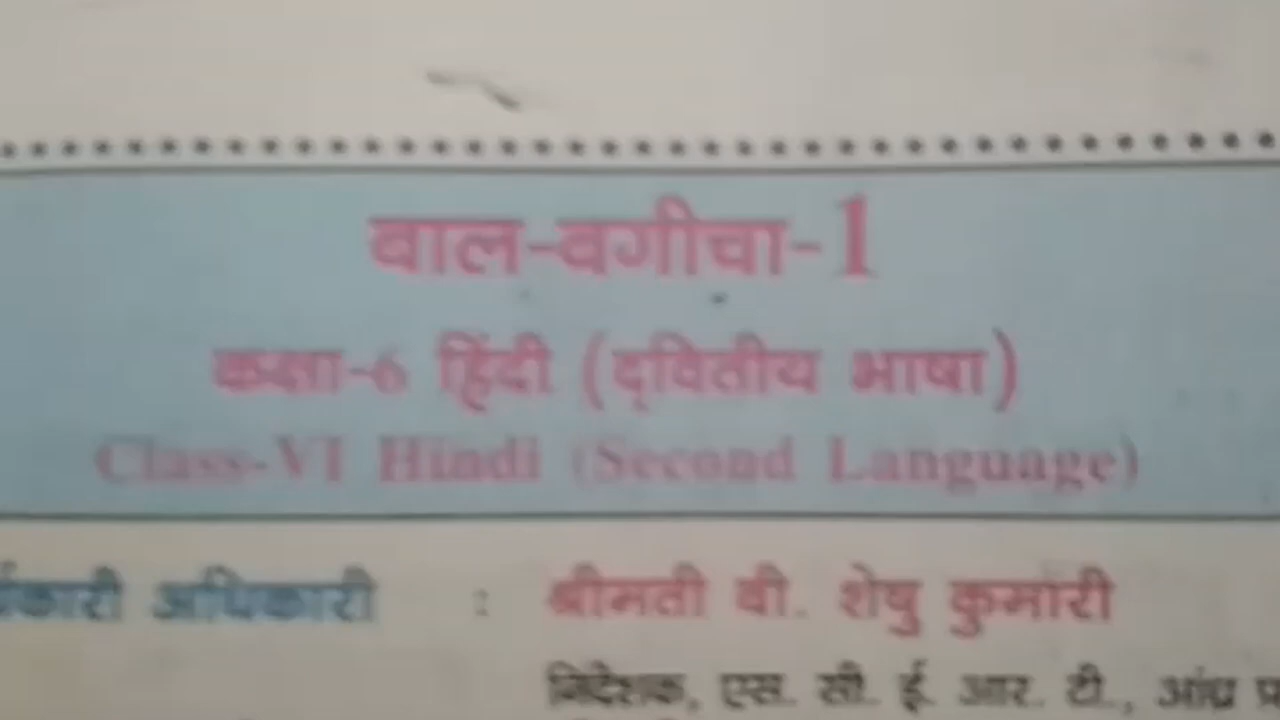 बाल-बगीचा-1
कक्षा-6 हिंदी (द्वितीय भाषा)
Class-VI Hindi (Second Language)
अधिकारी : श्रीमती वी. शेषु कुमारी
निदेशक, एस. सी. ई. आर. टी., आंध्र